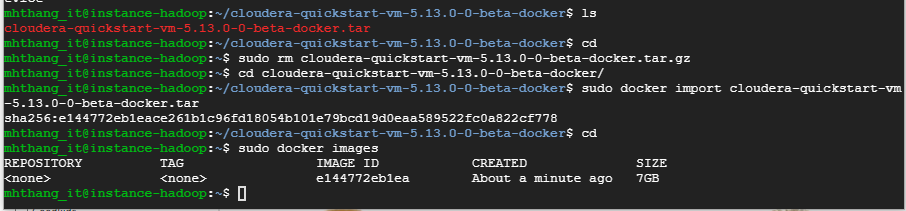 mhthang_it@instance-hadoop:~/cloudera-quickstart-vm-5.13.0-0-beta-docker$ ls
cloudera-quickstart-vm-5.13.0-0-beta-docker.tar
mhthang_it@instance-hadoop:~/cloudera-quickstart-vm-5.13.0-0-beta-docker$ cd
mhthang_it@instance-hadoop:~$ sudo rm cloudera-quickstart-vm-5.13.0-0-beta-docker.tar.gz
mhthang_it@instance-hadoop:~$ cd cloudera-quickstart-vm-5.13.0-0-beta-docker/
mhthang_it@instance-hadoop:~/cloudera-quickstart-vm-5.13.0-0-beta-docker$ sudo docker import cloudera-quickstart-vm
-5.13.0-0-beta-docker.tar
sha256:e144772eb1eace261b1c96fd18054b101e79bcd19d0eaa589522fc0a822cf778
mhthang_it@instance-hadoop:~/cloudera-quickstart-vm-5.13.0-0-beta-docker$ cd
mhthang_it@instance-hadoop:~$ sudo docker images
REPOSITORY TAG IMAGE ID CREATED SIZE
<none> <none> e144772eb1ea About a minute ago 7GB
mhthang_it@instance-hadoop:~$